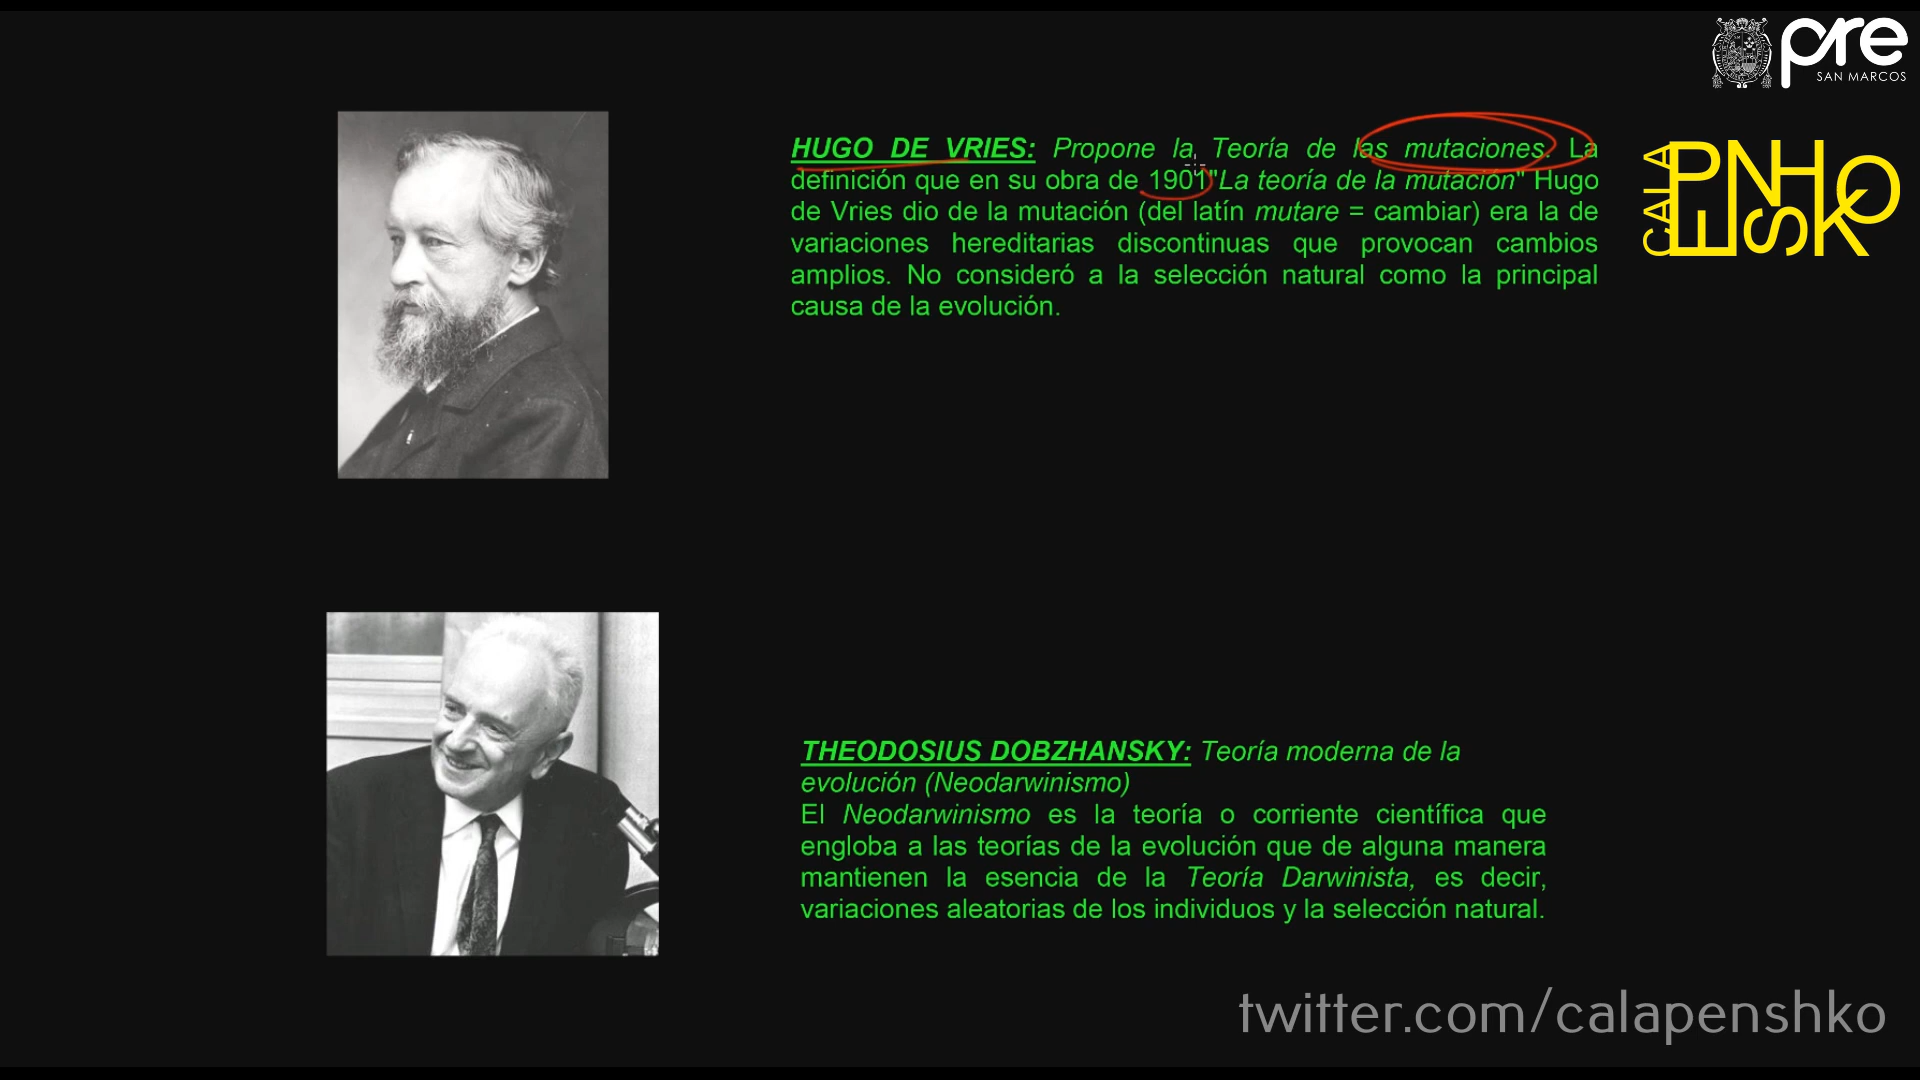 pre
SAN MARCOS
CALA
PENSHKO
HUGO DE VRIES: Propone la Teoría de las mutaciones. La
definición que en su obra de 1901"La teoría de la mutación" Hugo
de Vries dio de la mutación (del latín mutare = cambiar) era la de
variaciones hereditarias discontinuas que provocan cambios
amplios. No consideró a la selección natural como la principal
causa de la evolución.
THEODOSIUS DOBZHANSKY: Teoría moderna de la
evolución (Neodarwinismo)
El Neodarwinismo es la teoría o corriente científica que
engloba a las teorías de la evolución que de alguna manera
mantienen la esencia de la Teoría Darwinista, es decir,
variaciones aleatorias de los individuos y la selección natural.
twitter.com/calapenshko